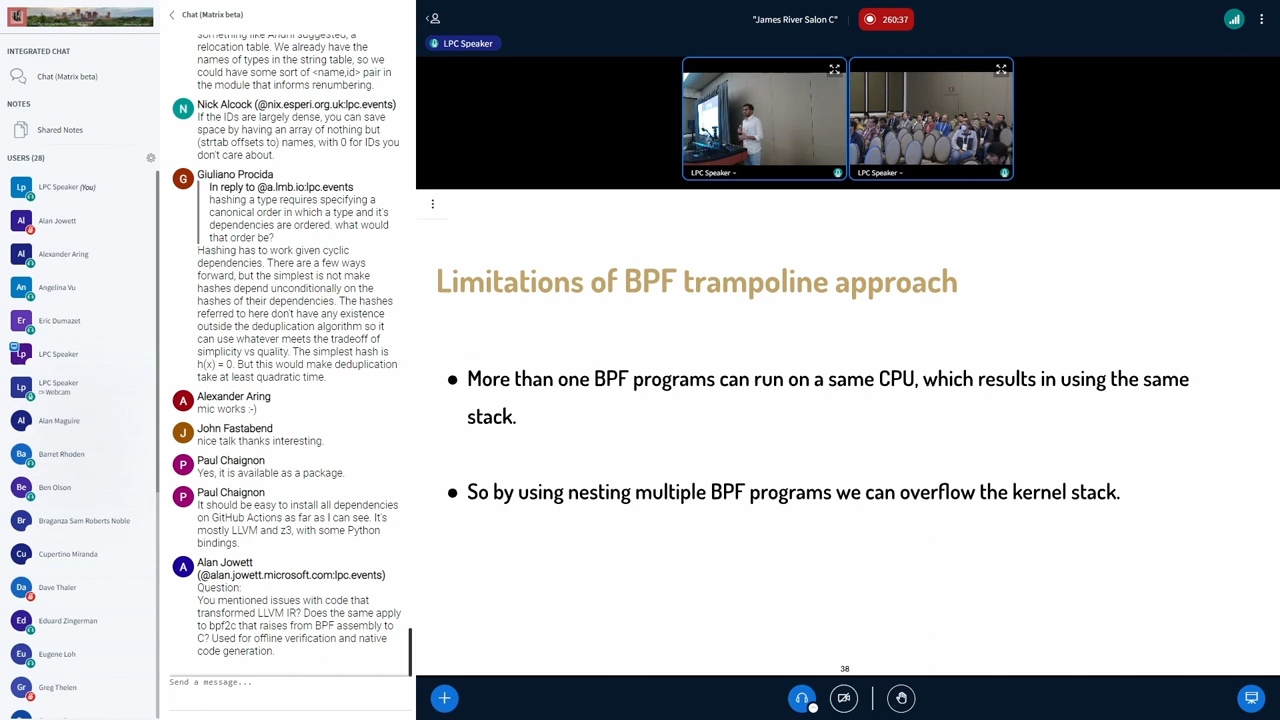 INTEGRATED CHAT
Chat (Matrix beta)
NOTES
Shared Notes
USERS (28)
Lp LPC Speaker (You)
Al Alan Jowett
Al Alexander Aring
An Angelina Vu
Er Eric Dumazet
Lp LPC Speaker
Lp LPC Speaker
Webcam
Al Alan Maguire
Ba Barret Rhoden
Be Ben Olson
Br Braganza Sam Roberts Noble
Cu Cupertino Miranda
Da Dave Thaler
Ed Eduard Zingerman
Eu Eugene Loh
Gr Greg Thelen
Chat (Matrix beta)
something like Andrii suggested, a
relocation table. We already have the
names of types in the string table, so we
could have some sort of <name,id> pair in
the module that informs renumbering.
N Nick Alcock (@nix.esperi.org.uk:lpc.events)
If the IDs are largely dense, you can save
space by having an array of nothing but
(strtab offsets to) names, with 0 for IDs you
don't care about.
G Giuliano Procida
In reply to @a.lmb.io:lpc.events
hashing a type requires specifying a
canonical order in which a type and it's
dependencies are ordered. what would
that order be?
Hashing has to work given cyclic
dependencies. There are a few ways
forward, but the simplest is not make
hashes depend unconditionally on the
hashes of their dependencies. The hashes
referred to here don't have any existence
outside the deduplication algorithm so it
can use whatever meets the tradeoff of
simplicity vs quality. The simplest hash is
h(x) = 0. But this would make deduplication
take at least quadratic time.
A Alexander Aring
mic works :-)
J John Fastabend
nice talk thanks interesting.
P Paul Chaignon
Yes, it is available as a package.
P Paul Chaignon
It should be easy to install all dependencies
on GitHub Actions as far as I can see. It's
mostly LLVM and z3, with some Python
bindings.
A Alan Jowett
(@alan.jowett.microsoft.com:lpc.events)
Question:
You mentioned issues with code that
transformed LLVM IR? Does the same apply
to bpf2c that raises from BPF assembly to
C? Used for offline verification and native
code generation.
Send a message...
"James River Salon C"
260:37
LPC Speaker
LPC Speaker
LPC Speaker
Limitations of BPF trampoline approach
● More than one BPF programs can run on a same CPU, which results in using the same
stack.
● So by using nesting multiple BPF programs we can overflow the kernel stack.
38